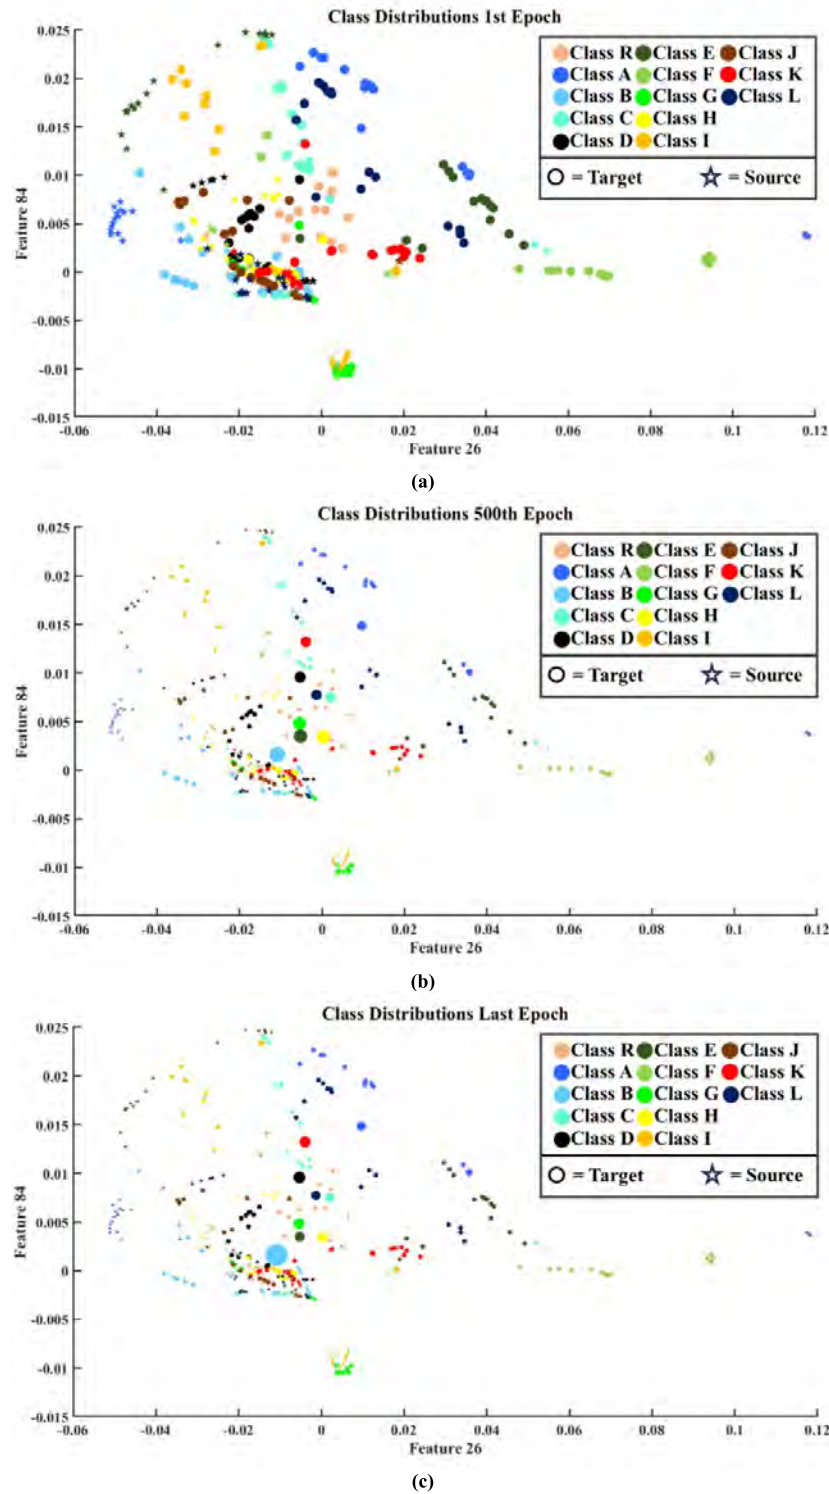 Class Distributions 1st Epoch
0.025
0.02
0.015
0.01
0.005
0
-0.005
-0.01
-0.015
Feature 84
Class R Class E Class J
Class A Class F Class K
Class B Class G Class L
Class C Class H
Class D Class I
= Target = Source
-0.06 -0.04 -0.02 0 0.02 0.04 0.06 0.08 0.1 0.12
Feature 26
(a)
Class Distributions 500th Epoch
0.025
0.02
0.015
0.01
0.005
0
-0.005
-0.01
-0.015
Feature 84
Class R Class E Class J
Class A Class F Class K
Class B Class G Class L
Class C Class H
Class D Class I
= Target = Source
-0.06 -0.04 -0.02 0 0.02 0.04 0.06 0.08 0.1 0.12
Feature 26
(b)
Class Distributions Last Epoch
0.025
0.02
0.015
0.01
0.005
0
-0.005
-0.01
-0.015
Feature 84
Class R Class E Class J
Class A Class F Class K
Class B Class G Class L
Class C Class H
Class D Class I
= Target = Source
-0.06 -0.04 -0.02 0 0.02 0.04 0.06 0.08 0.1 0.12
Feature 26
(c)